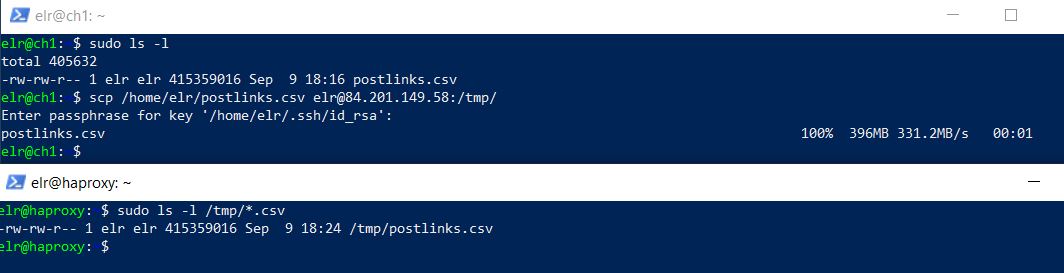 elr@ch1: ~
elr@ch1: $ sudo ls -l
total 405632
-rw-rw-r-- 1 elr elr 415359016 Sep  9 18:16 postlinks.csv
elr@ch1: $ scp /home/elr/postlinks.csv elr@84.201.149.58:/tmp/
Enter passphrase for key '/home/elr/.ssh/id_rsa':
postlinks.csv 100%  396MB 331.2MB/s   00:01
elr@ch1: $
elr@haproxy: ~
elr@haproxy: $ sudo ls -l /tmp/*.csv
-rw-rw-r-- 1 elr elr 415359016 Sep  9 18:24 /tmp/postlinks.csv
elr@haproxy: $